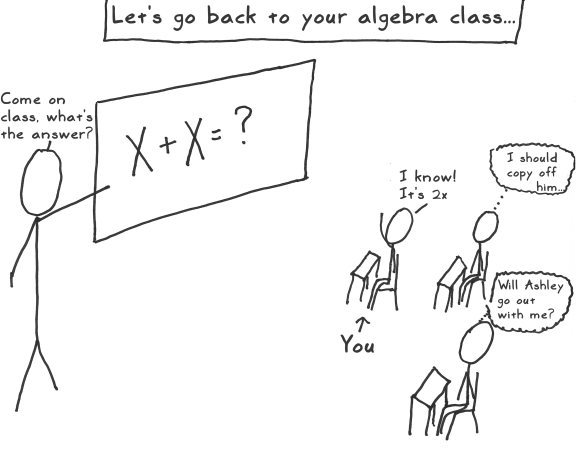 Let's go back to your algebra class...
Come on
class, what's
the answer?
X + X = ?
I know!
It's 2x
I should
copy off
him...
You
Will Ashley
go out
with me?